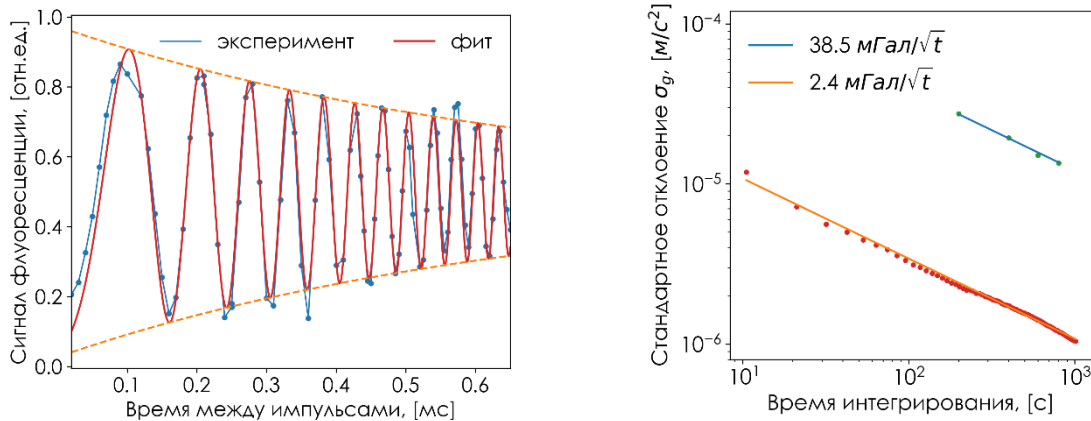 Сигнал флуоресценции, [отн.ед.]
1.0
0.8
0.6
0.4
0.2
0.0
эксперимент
фит
0.1 0.2 0.3 0.4 0.5 0.6
Время между импульсами, [мс]
Стандартное отклоение σg, [м/с²]
10⁻⁴
10⁻⁵
10⁻⁶
38.5 мГал/√t
2.4 мГал/√t
10¹ 10² 10³
Время интегрирования, [с]